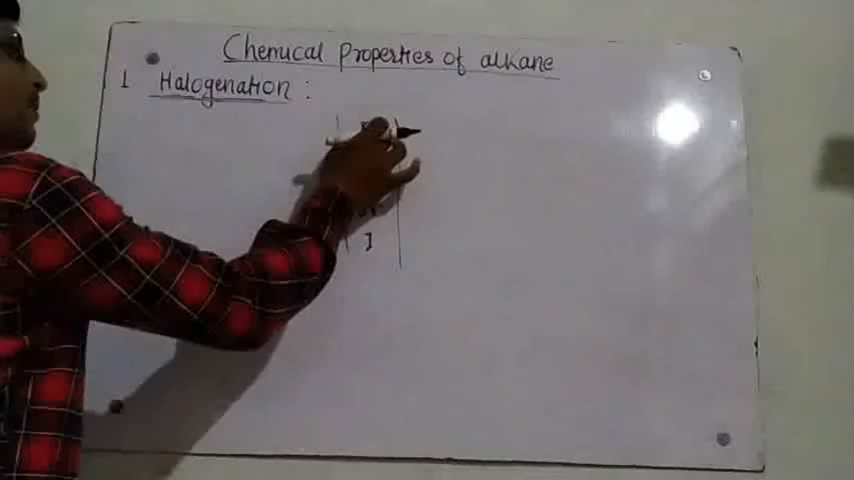 Chemical Properties of alkane
1 Halogenation :
I